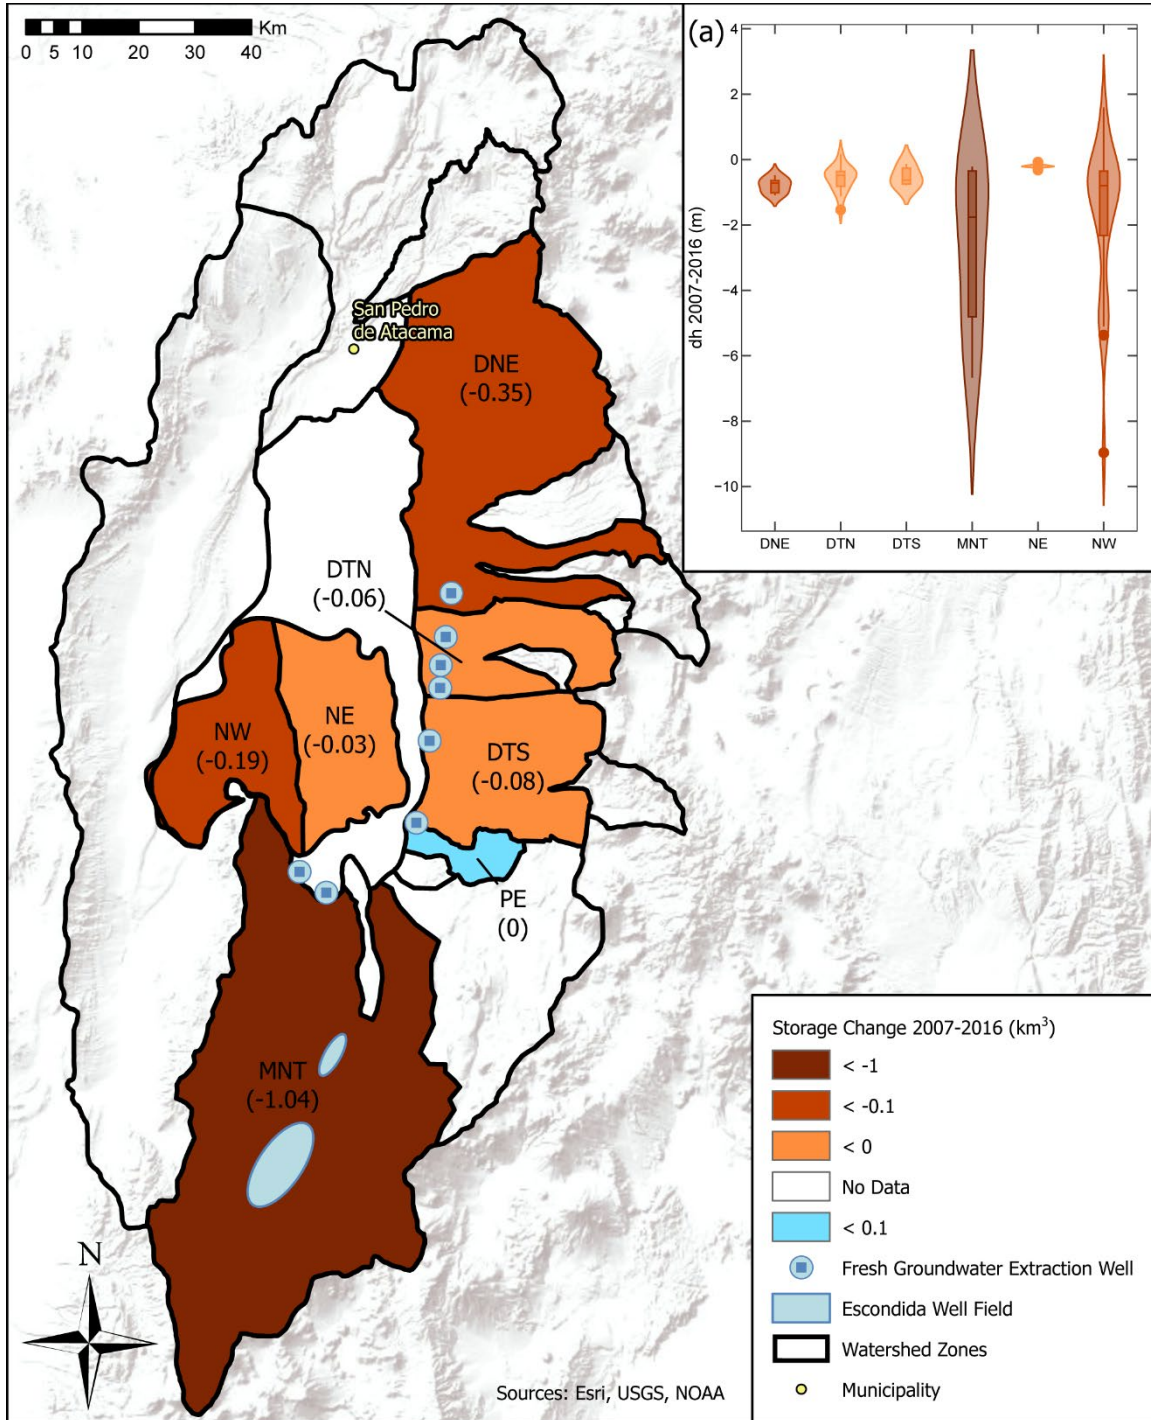 0 5 10 20 30 40 Km
San Pedro
de Atacama
DNE
(-0.35)
DTN
(-0.06)
NW
(-0.19)
NE
(-0.03)
DTS
(-0.08)
PE
(0)
MNT
(-1.04)
N
Sources: Esri, USGS, NOAA
(a)
dh 2007-2016 (m)
4
2
0
−2
−4
−6
−8
−10
DNE DTN DTS MNT NE NW
Storage Change 2007-2016 (km³)
< -1
< -0.1
< 0
No Data
< 0.1
Fresh Groundwater Extraction Well
Escondida Well Field
Watershed Zones
Municipality